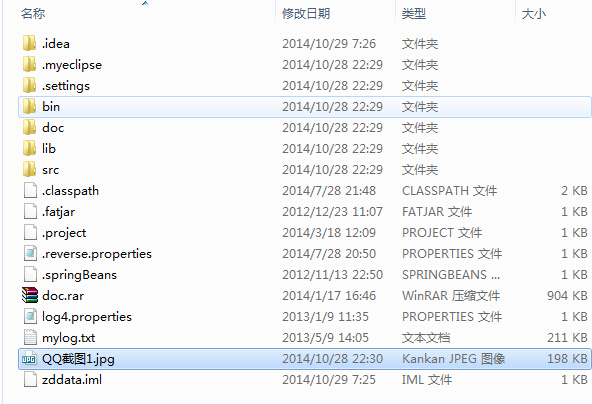 名称 修改日期 类型 大小
.idea 2014/10/29 7:26 文件夹
.myeclipse 2014/10/28 22:29 文件夹
.settings 2014/10/28 22:29 文件夹
bin 2014/10/28 22:29 文件夹
doc 2014/10/28 22:29 文件夹
lib 2014/10/28 22:29 文件夹
src 2014/10/28 22:29 文件夹
.classpath 2014/7/28 21:48 CLASSPATH 文件 2 KB
.fatjar 2012/12/23 11:07 FATJAR 文件 1 KB
.project 2014/3/18 12:09 PROJECT 文件 1 KB
.reverse.properties 2014/7/28 20:50 PROPERTIES 文件 1 KB
.springBeans 2012/11/13 22:50 SPRINGBEANS ... 1 KB
doc.rar 2014/1/17 16:46 WinRAR 压缩文件 904 KB
log4.properties 2013/1/9 11:35 PROPERTIES 文件 1 KB
mylog.txt 2013/5/9 14:05 文本文档 211 KB
QQ截图1.jpg 2014/10/28 22:30 Kankan JPEG 图像 198 KB
zddata.iml 2014/10/29 7:25 IML 文件 1 KB